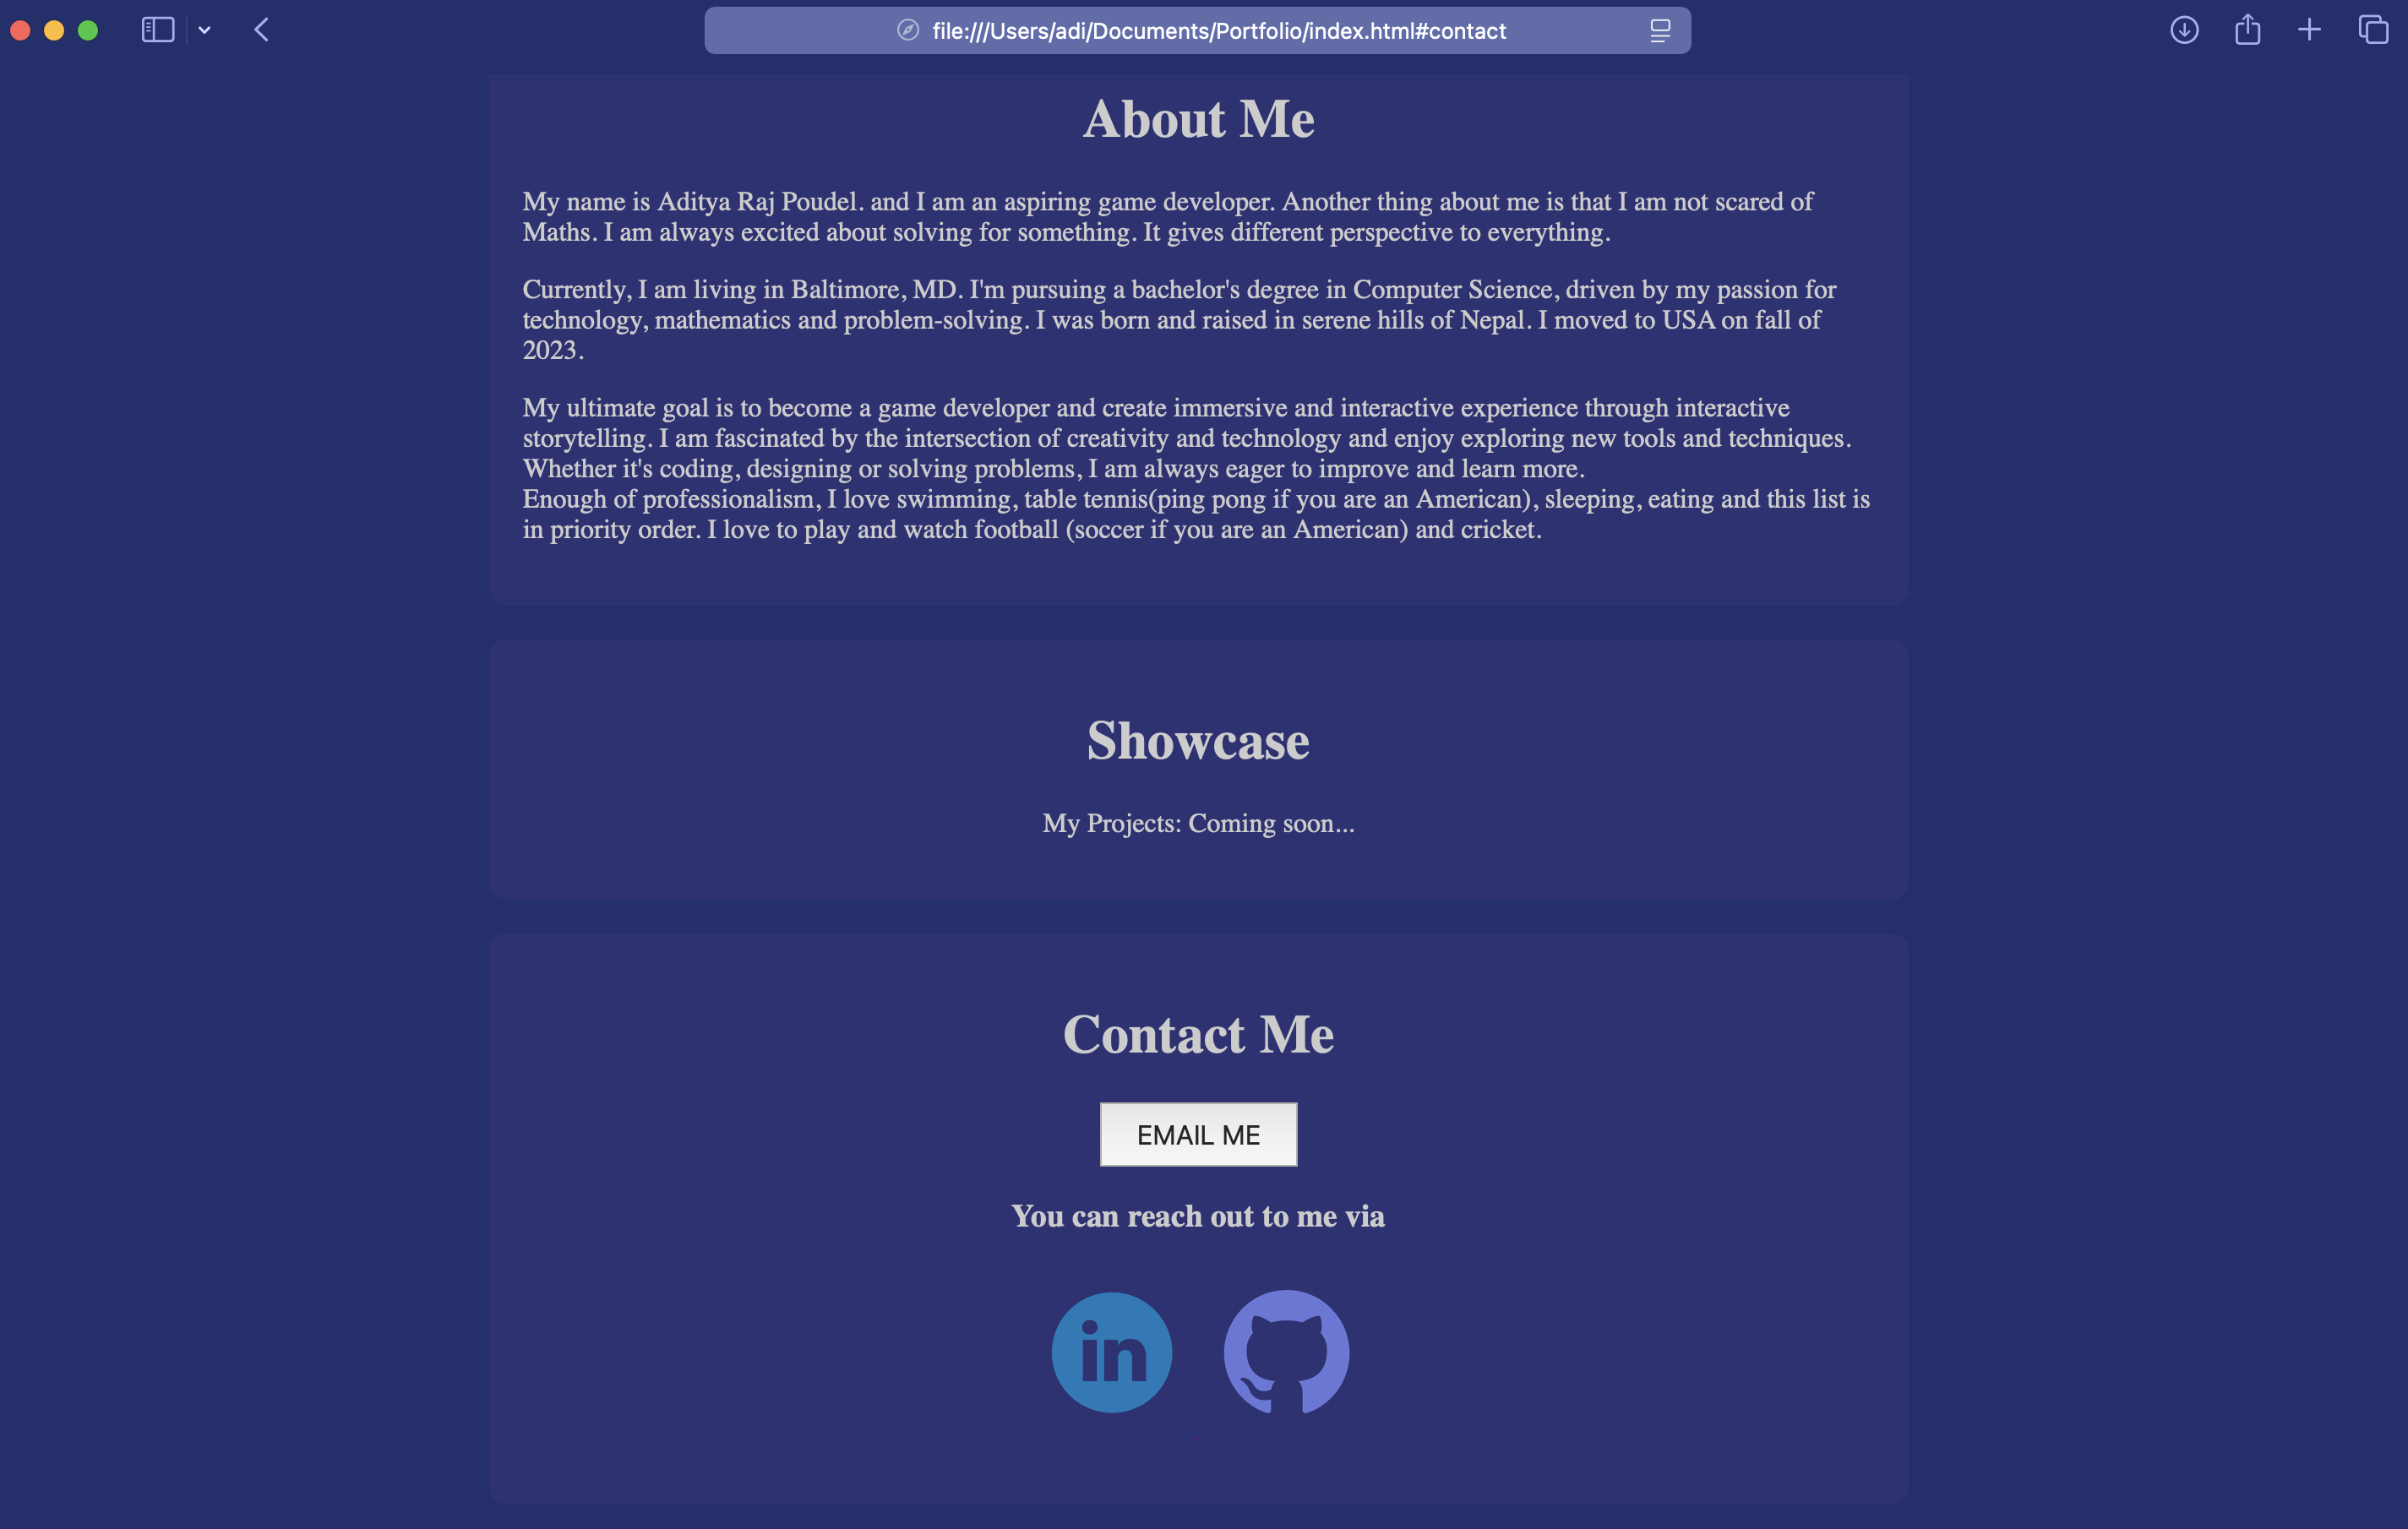 file:///Users/adi/Documents/Portfolio/index.html#contact
About Me
My name is Aditya Raj Poudel. and I am an aspiring game developer. Another thing about me is that I am not scared of
Maths. I am always excited about solving for something. It gives different perspective to everything.
Currently, I am living in Baltimore, MD. I'm pursuing a bachelor's degree in Computer Science, driven by my passion for
technology, mathematics and problem-solving. I was born and raised in serene hills of Nepal. I moved to USA on fall of
2023.
My ultimate goal is to become a game developer and create immersive and interactive experience through interactive
storytelling. I am fascinated by the intersection of creativity and technology and enjoy exploring new tools and techniques.
Whether it's coding, designing or solving problems, I am always eager to improve and learn more.
Enough of professionalism, I love swimming, table tennis(ping pong if you are an American), sleeping, eating and this list is
in priority order. I love to play and watch football (soccer if you are an American) and cricket.
Showcase
My Projects: Coming soon...
Contact Me
EMAIL ME
You can reach out to me via
in